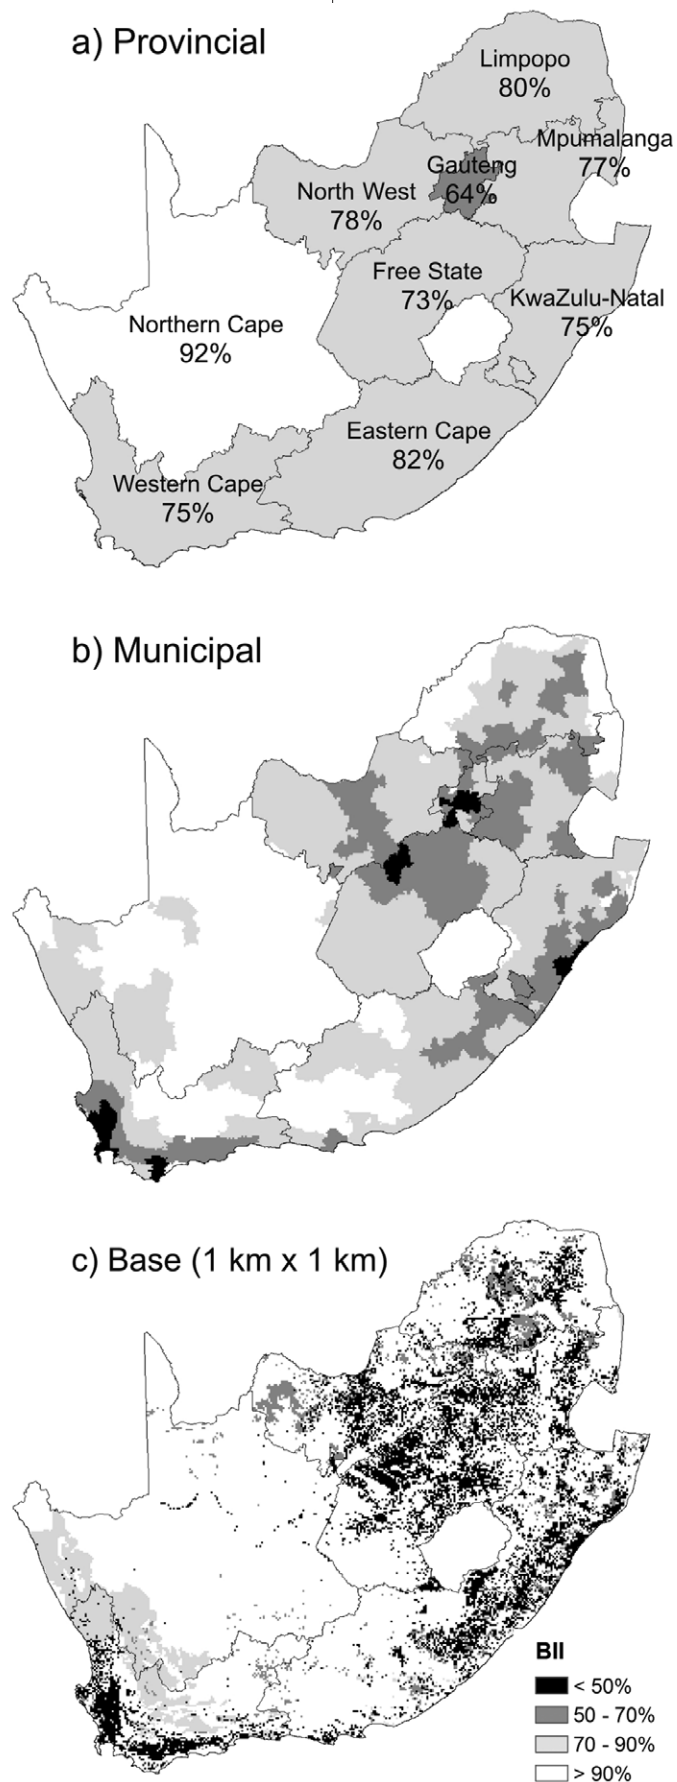 a) Provincial
Limpopo
80%
Mpumalanga
77%
Gauteng
64%
North West
78%
Free State
73%
KwaZulu-Natal
75%
Northern Cape
92%
Eastern Cape
82%
Western Cape
75%
b) Municipal
c) Base (1 km x 1 km)
BII
< 50%
50 - 70%
70 - 90%
> 90%